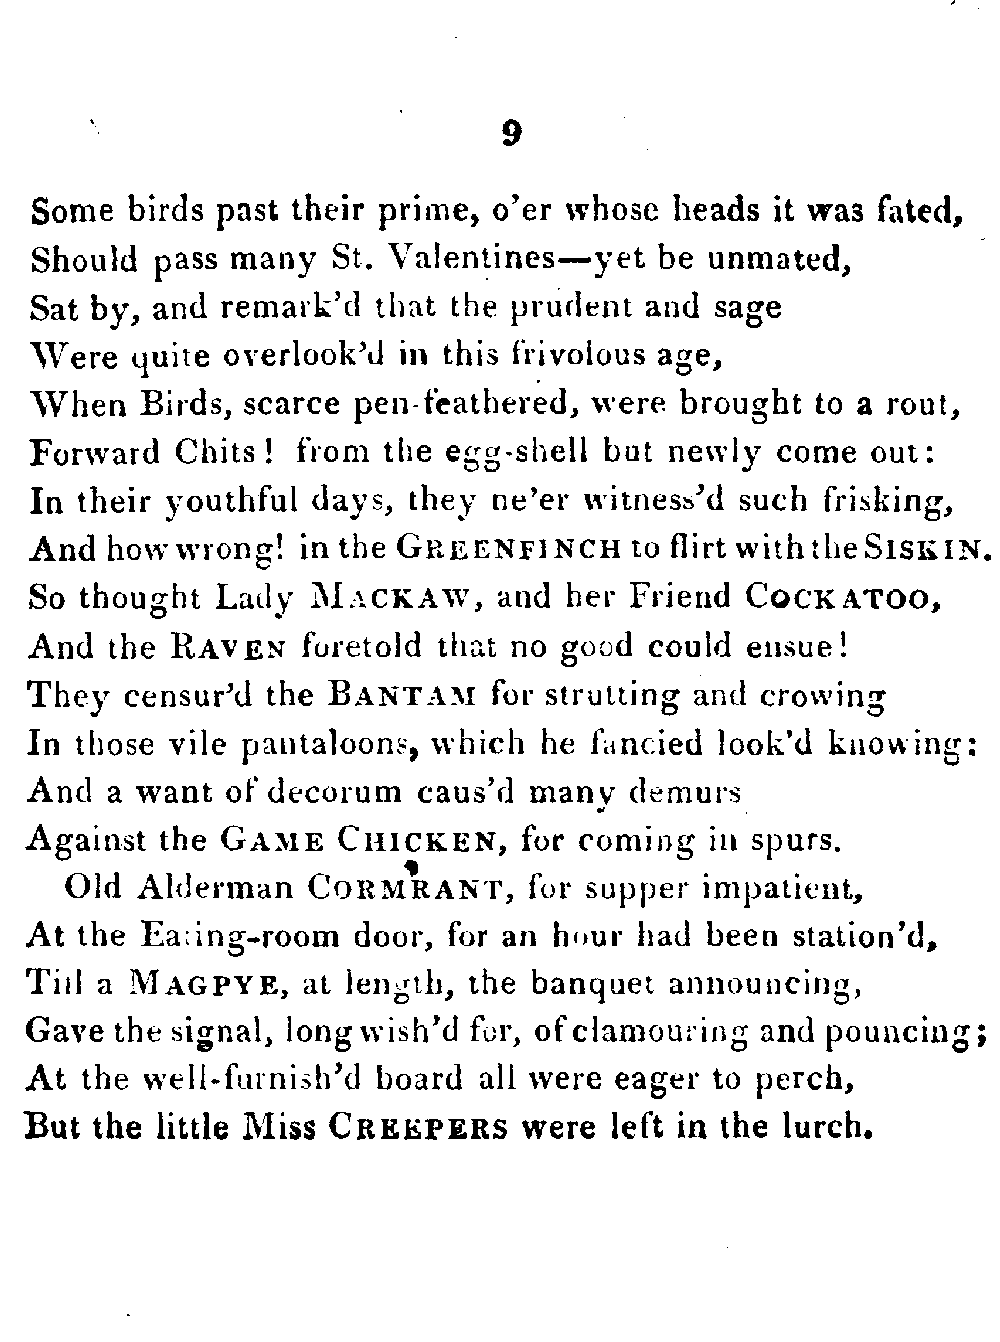 9
Some birds past their prime, o'er whose heads it was fated,
Should pass many St. Valentines—yet be unmated,
Sat by, and remark'd that the prudent and sage
Were quite overlook'd in this frivolous age,
When Birds, scarce pen-feathered, were brought to a rout,
Forward Chits! from the egg-shell but newly come out:
In their youthful days, they ne'er witness'd such frisking,
And how wrong! in the GREENFINCH to flirt with the SISKIN.
So thought Lady MACKAW, and her Friend COCKATOO,
And the RAVEN foretold that no good could ensue!
They censur'd the BANTAM for strutting and crowing
In those vile pantaloons, which he fancied look'd knowing:
And a want of decorum caus'd many demurs
Against the GAME CHICKEN, for coming in spurs.
Old Alderman CORMRANT, for supper impatient,
At the Eating-room door, for an hour had been station'd,
Till a MAGPYE, at length, the banquet announcing,
Gave the signal, long wish'd for, of clamouring and pouncing;
At the well-furnish'd board all were eager to perch,
But the little Miss CREEPERS were left in the lurch.